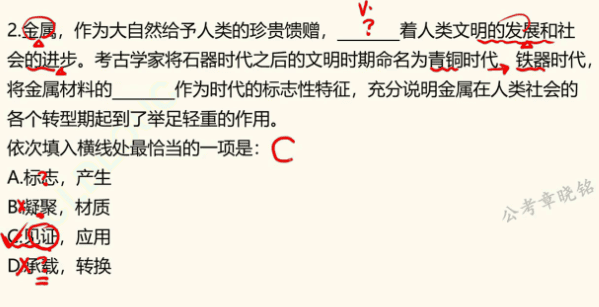 V.
?
2.金属，作为大自然给予人类的珍贵馈赠，________着人类文明的发展和社
会的进步。考古学家将石器时代之后的文明时期命名为青铜时代、铁器时代，
将金属材料的________作为时代的标志性特征，充分说明金属在人类社会的
各个转型期起到了举足轻重的作用。
依次填入横线处最恰当的一项是： C
A.标志，产生
B.凝聚，材质
C.见证，应用
D.承载，转换
公考章晓铭